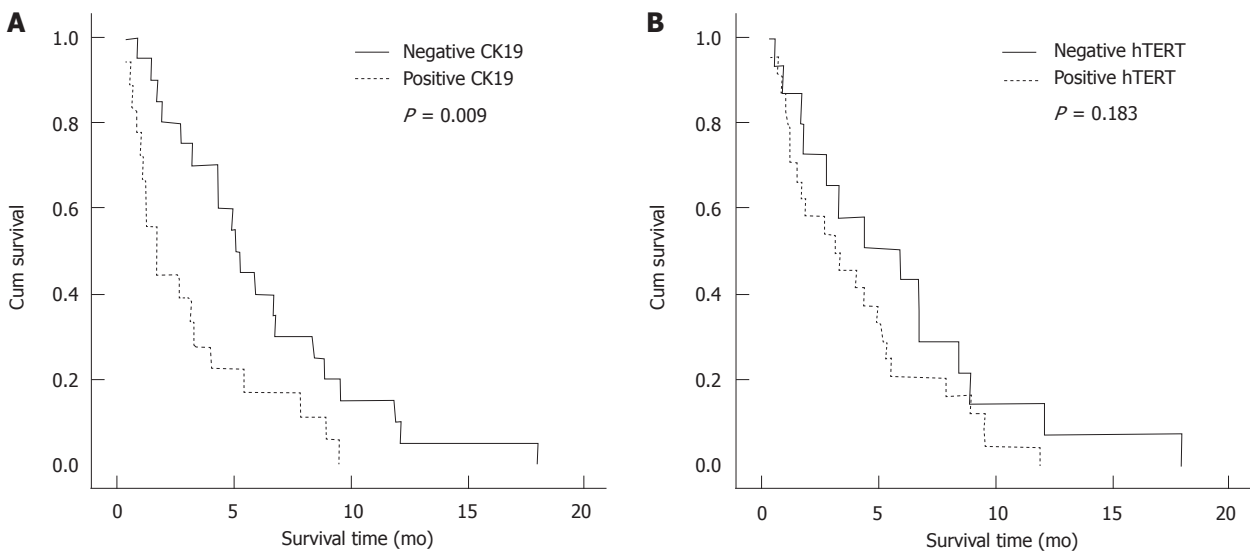 A
1.0
0.8
0.6
0.4
0.2
0.0
Cum survival
Negative CK19
Positive CK19
P = 0.009
0 5 10 15 20
Survival time (mo)
B
1.0
0.8
0.6
0.4
0.2
0.0
Cum survival
Negative hTERT
Positive hTERT
P = 0.183
0 5 10 15 20
Survival time (mo)